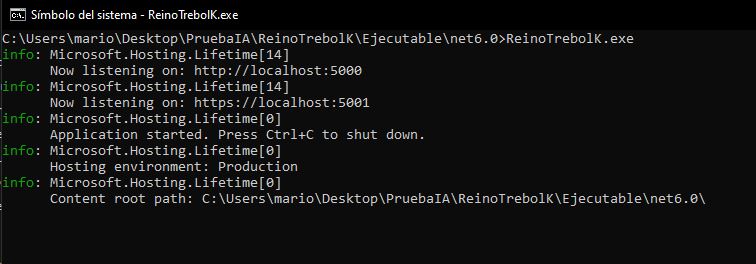 Símbolo del sistema - ReinoTrebolK.exe
C:\Users\mario\Desktop\PruebaIA\ReinoTrebolK\Ejecutable\net6.0>ReinoTrebolK.exe
info: Microsoft.Hosting.Lifetime[14]
      Now listening on: http://localhost:5000
info: Microsoft.Hosting.Lifetime[14]
      Now listening on: https://localhost:5001
info: Microsoft.Hosting.Lifetime[0]
      Application started. Press Ctrl+C to shut down.
info: Microsoft.Hosting.Lifetime[0]
      Hosting environment: Production
info: Microsoft.Hosting.Lifetime[0]
      Content root path: C:\Users\mario\Desktop\PruebaIA\ReinoTrebolK\Ejecutable\net6.0\